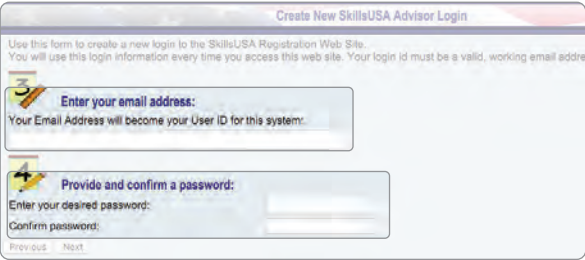 Create New SkillsUSA Advisor Login
Use this form to create a new login to the SkillsUSA Registration Web Site.
You will use this login information every time you access this web site. Your login id must be a valid, working email addre
3
Enter your email address:
Your Email Address will become your User ID for this system:
4
Provide and confirm a password:
Enter your desired password:
Confirm password:
Previous Next